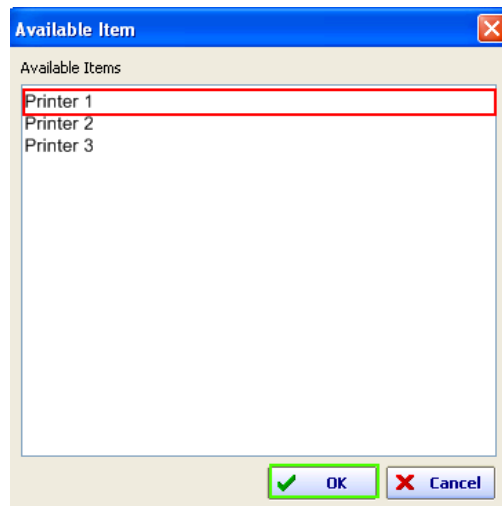 Available Item
Available Items
Printer 1
Printer 2
Printer 3
OK
Cancel